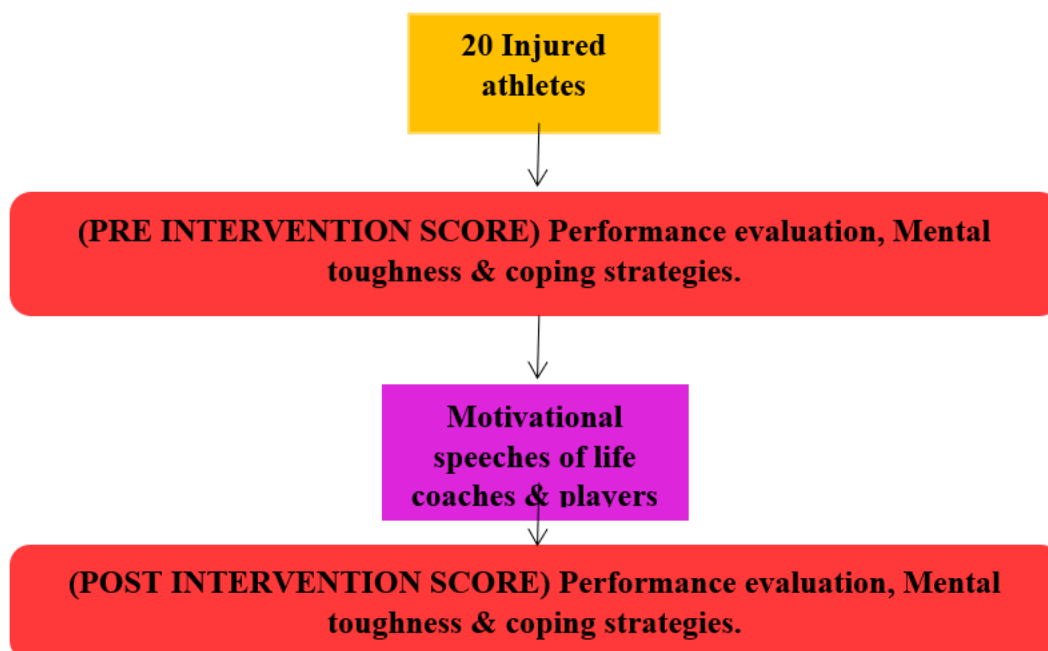 20 Injured
athletes
(PRE INTERVENTION SCORE) Performance evaluation, Mental
toughness & coping strategies.
Motivational
speeches of life
coaches & players
(POST INTERVENTION SCORE) Performance evaluation, Mental
toughness & coping strategies.